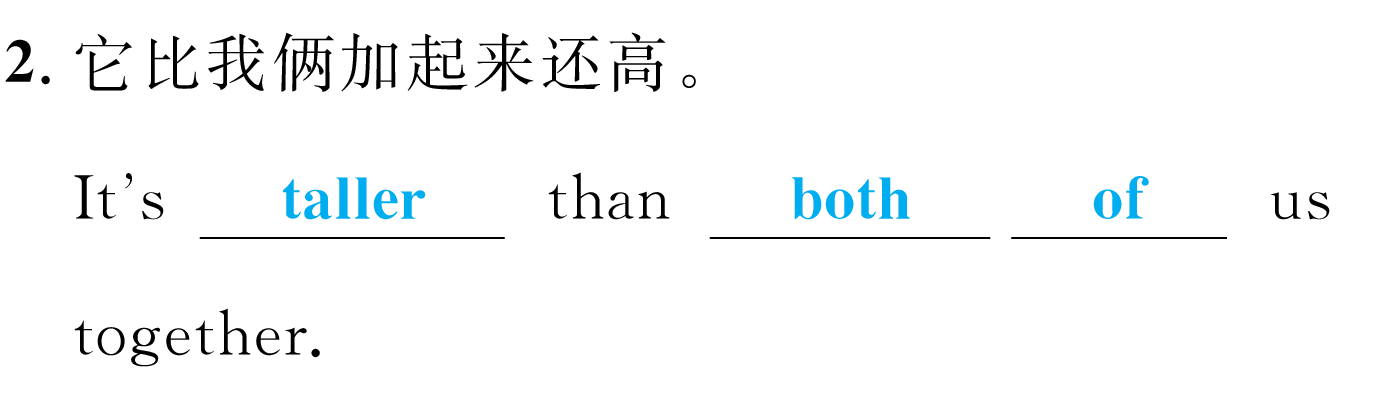 2. 它比我俩加起来还高。
It's taller than both of us
together.